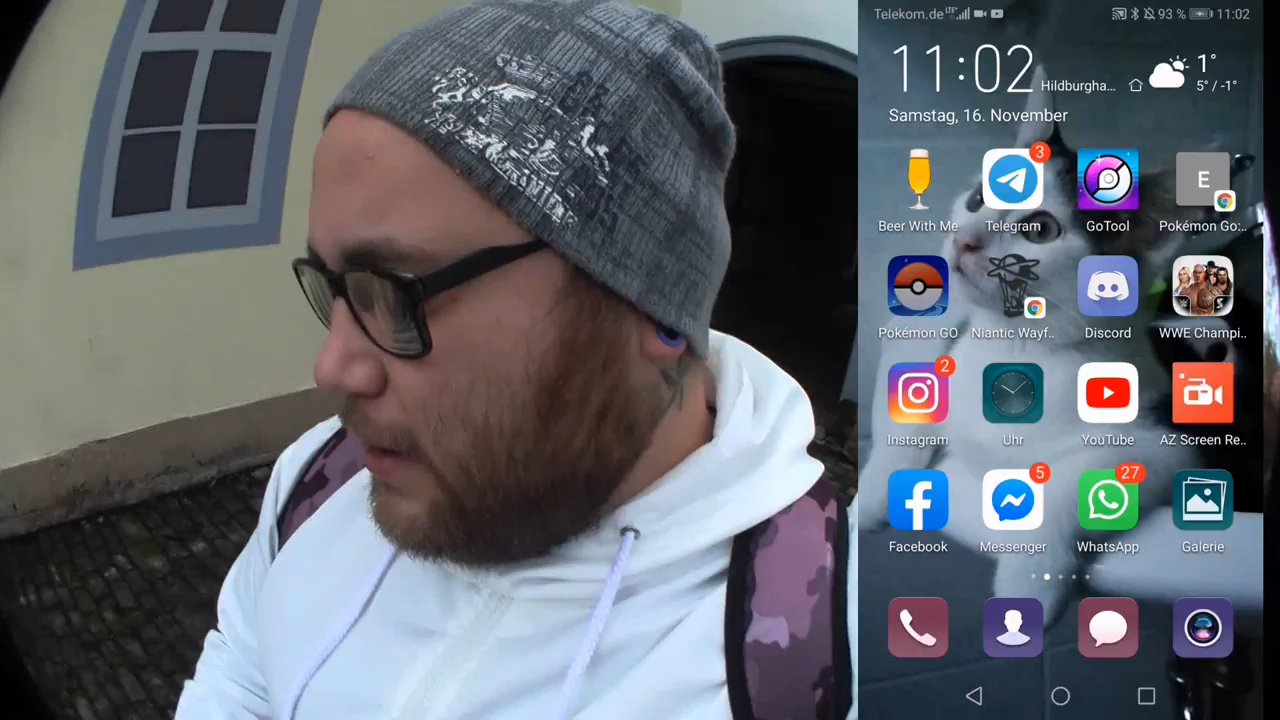 Telekom.de LTE 93 % 11:02
11:02
Hildburgha... 1°
5° / -1°
Samstag, 16. November
3
E
Beer With Me Telegram GoTool Pokémon Go:..
Pokémon GO Niantic Wayf.. Discord WWE Champi..
2
Instagram Uhr YouTube AZ Screen Re..
5 27
Facebook Messenger WhatsApp Galerie